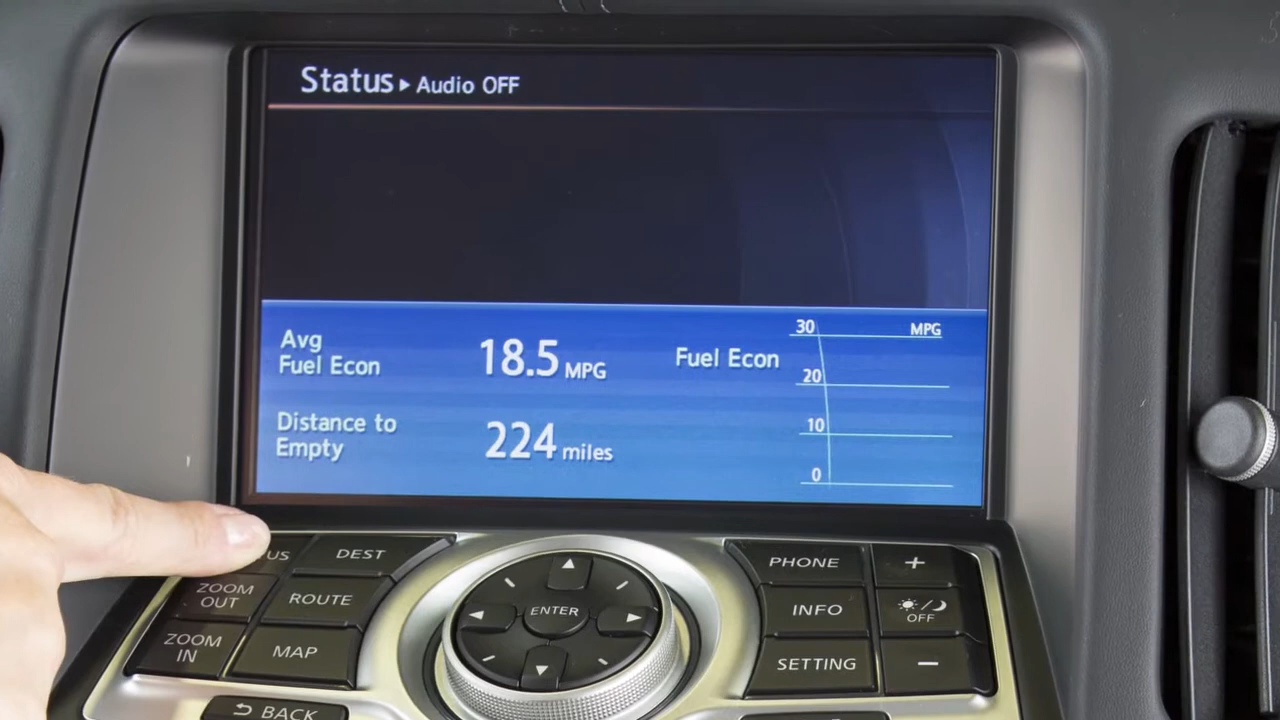 Status ▸ Audio OFF
Avg
Fuel Econ
18.5 MPG
Distance to
Empty
224 miles
Fuel Econ
30
MPG
20
10
0
US
DEST
ZOOM
OUT
ROUTE
ZOOM
IN
MAP
BACK
ENTER
PHONE
+
INFO
OFF
SETTING
−